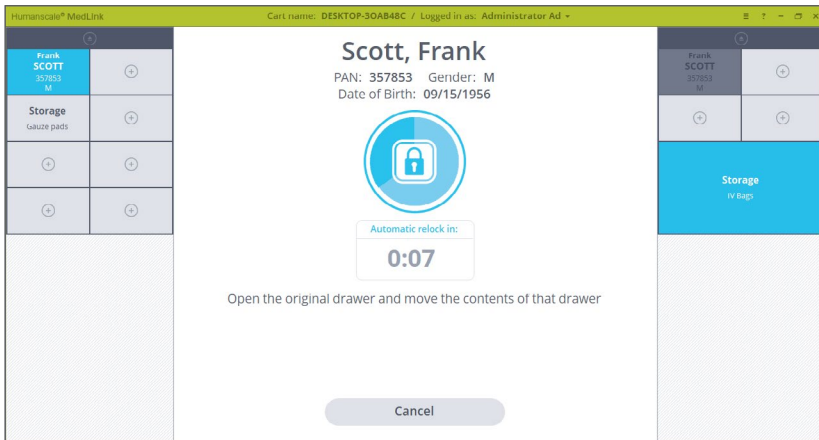 Humanscale® MedLink
Cart name: DESKTOP-3OAB48C / Logged in as: Administrator Ad
Frank
SCOTT
357853
M
Storage
Gauze pads
Scott, Frank
PAN: 357853 Gender: M
Date of Birth: 09/15/1956
Automatic relock in:
0:07
Open the original drawer and move the contents of that drawer
Cancel
Frank
SCOTT
357853
M
Storage
IV Bags